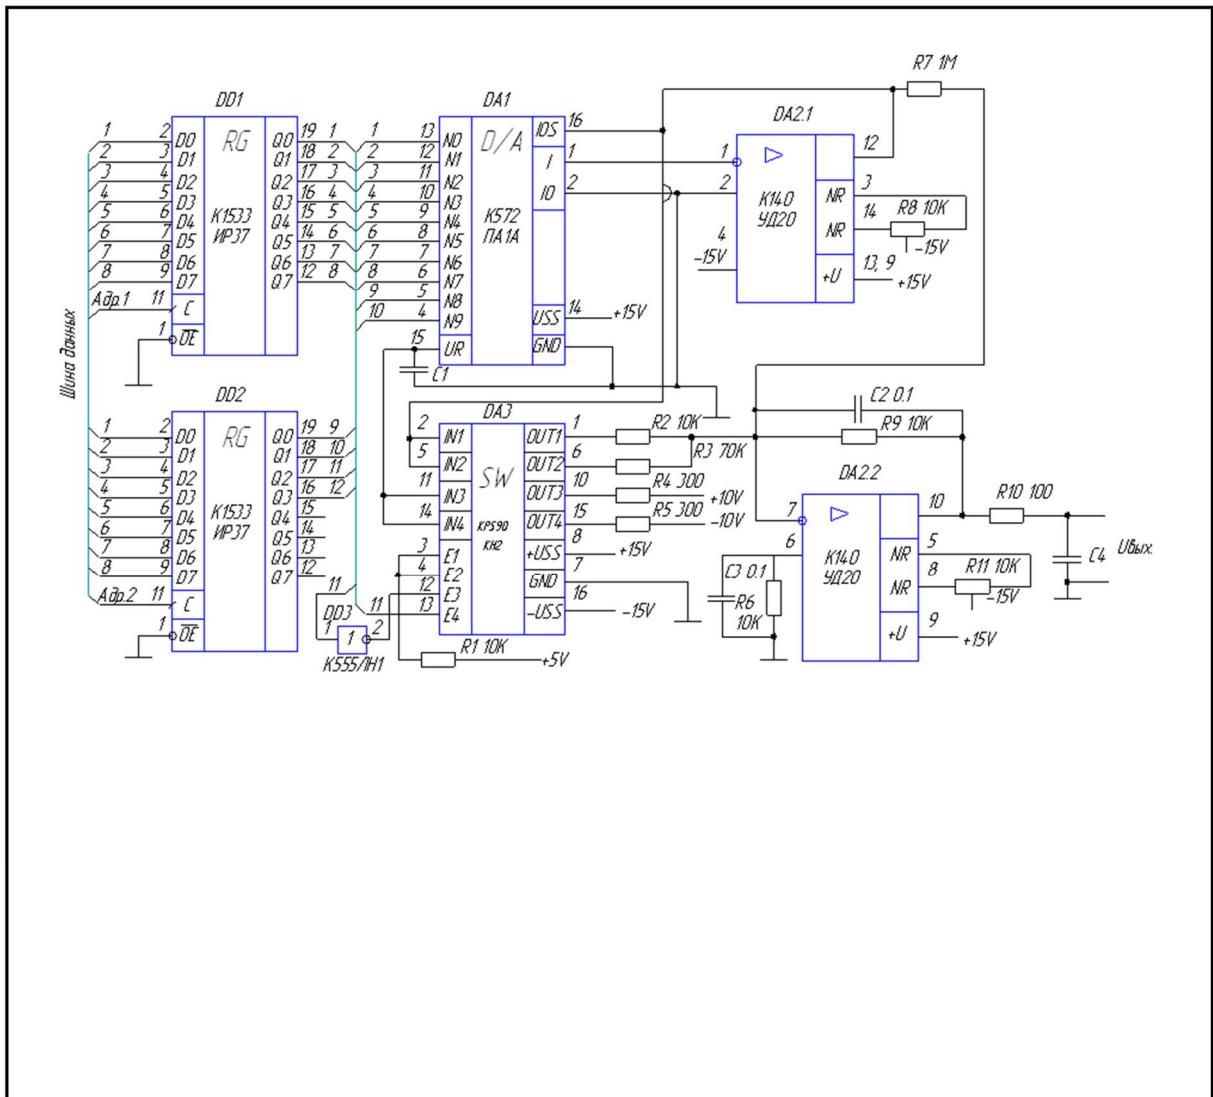 R7 1M
DD1
DA1
DA2.1
RG
D/A
К1533
ИР37
К572
ПА1А
К140
УД20
1 2 D0 Q0 19 1
2 3 D1 Q1 18 2
3 4 D2 Q2 17 3
4 5 D3 Q3 16 4
5 6 D4 Q4 15 5
6 7 D5 Q5 14 6
7 8 D6 Q6 13 7
8 9 D7 Q7 12 8
Адр.1 11 C
1 OE
1 13 N0 IOS 16
2 12 N1 I 1
3 11 N2 IO 2
4 10 N3
5 9 N4
6 8 N5
7 7 N6
8 6 N7
9 5 N8
10 4 N9 USS 14 +15V
15 UR GND
C1
1 12
2 NR 3
NR 14 R8 10K
-15V
4
-15V
+U 13, 9
+15V
Шина данных
DD2
RG
К1533
ИР37
1 2 D0 Q0 19 9
2 3 D1 Q1 18 10
3 4 D2 Q2 17 11
4 5 D3 Q3 16 12
5 6 D4 Q4 15
6 7 D5 Q5 14
7 8 D6 Q6 13
8 9 D7 Q7 12
Адр.2 11 C
1 OE
11
DD3
1 1 2
К555ЛН1
DA3
SW
КР590
КН2
2 IN1 OUT1 1 R2 10K
5 IN2 OUT2 6 R3 70K
11 IN3 OUT3 10 R4 300 +10V
14 IN4 OUT4 15 R5 300 -10V
3 E1 +USS 8 +15V
4 E2 GND 7
12 E3 -USS 16 -15V
11 13 E4
R1 10K +5V
C2 0.1
R9 10K
DA2.2
К140
УД20
7 10 R10 100
6 NR 5
NR 8 R11 10K
-15V
+U 9 +15V
C3 0.1
R6
10K
C4
Uвых.